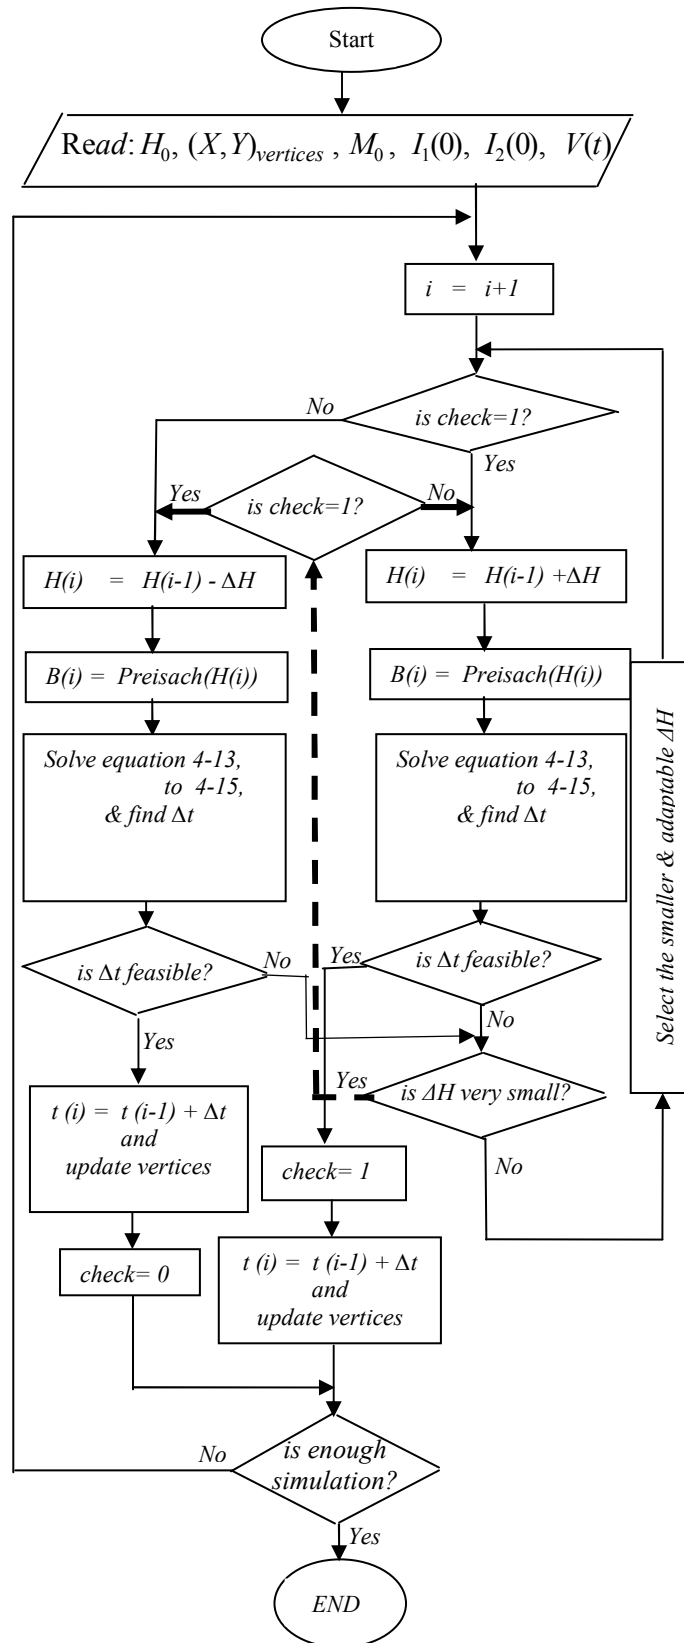 Start
Read: H0, (X,Y)vertices , M0 , I1(0), I2(0), V(t)
i = i+1
No
is check=1?
Yes
Yes
is check=1?
No
H(i) = H(i-1) - ΔH
H(i) = H(i-1) +ΔH
B(i) = Preisach(H(i))
B(i) = Preisach(H(i))
Select the smaller & adaptable ΔH
Solve equation 4-13,
to 4-15,
& find Δt
Solve equation 4-13,
to 4-15,
& find Δt
is Δt feasible?
No
Yes
is Δt feasible?
Yes
No
Yes
is ΔH very small?
No
t (i) = t (i-1) + Δt
and
update vertices
check= 1
check= 0
t (i) = t (i-1) + Δt
and
update vertices
No
is enough
simulation?
Yes
END